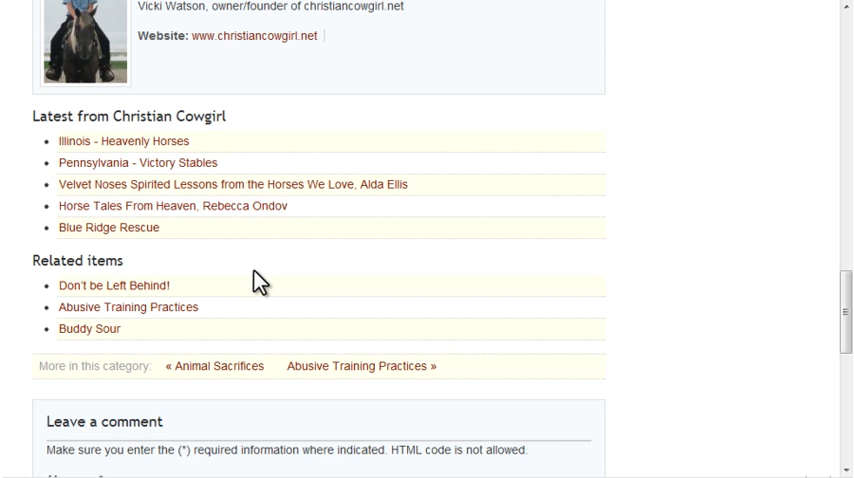 Vicki Watson, owner/founder of christiancowgirl.net
Website: www.christiancowgirl.net
Latest from Christian Cowgirl
Illinois - Heavenly Horses
Pennsylvania - Victory Stables
Velvet Noses Spirited Lessons from the Horses We Love, Alda Ellis
Horse Tales From Heaven, Rebecca Ondov
Blue Ridge Rescue
Related items
Don't be Left Behind!
Abusive Training Practices
Buddy Sour
More in this category: « Animal Sacrifices Abusive Training Practices »
Leave a comment
Make sure you enter the (*) required information where indicated. HTML code is not allowed.